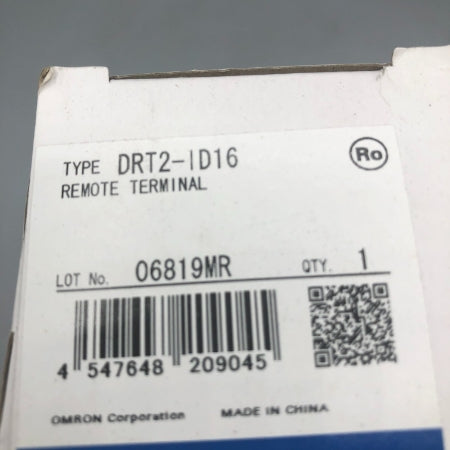 TYPE DRT2-ID16
Ro
REMOTE TERMINAL
LOT No. 06819MR QTY. 1
4 547648 209045
OMRON Corporation MADE IN CHINA